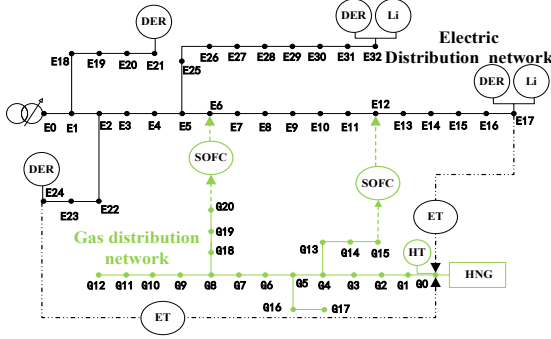 DER
DER
Li
Electric
Distribution network
E18
E19
E20
E21
E25
E26
E27
E28
E29
E30
E31
E32
DER
Li
E0
E1
E2
E3
E4
E5
E6
E7
E8
E9
E10
E11
E12
E13
E14
E15
E16
E17
DER
E24
E23
E22
SOFC
SOFC
ET
G20
G19
G18
Gas distribution
network
G13
G14
G15
HT
HNG
G12
G11
G10
G9
G8
G7
G6
G5
G4
G3
G2
G1
G0
G16
G17
ET